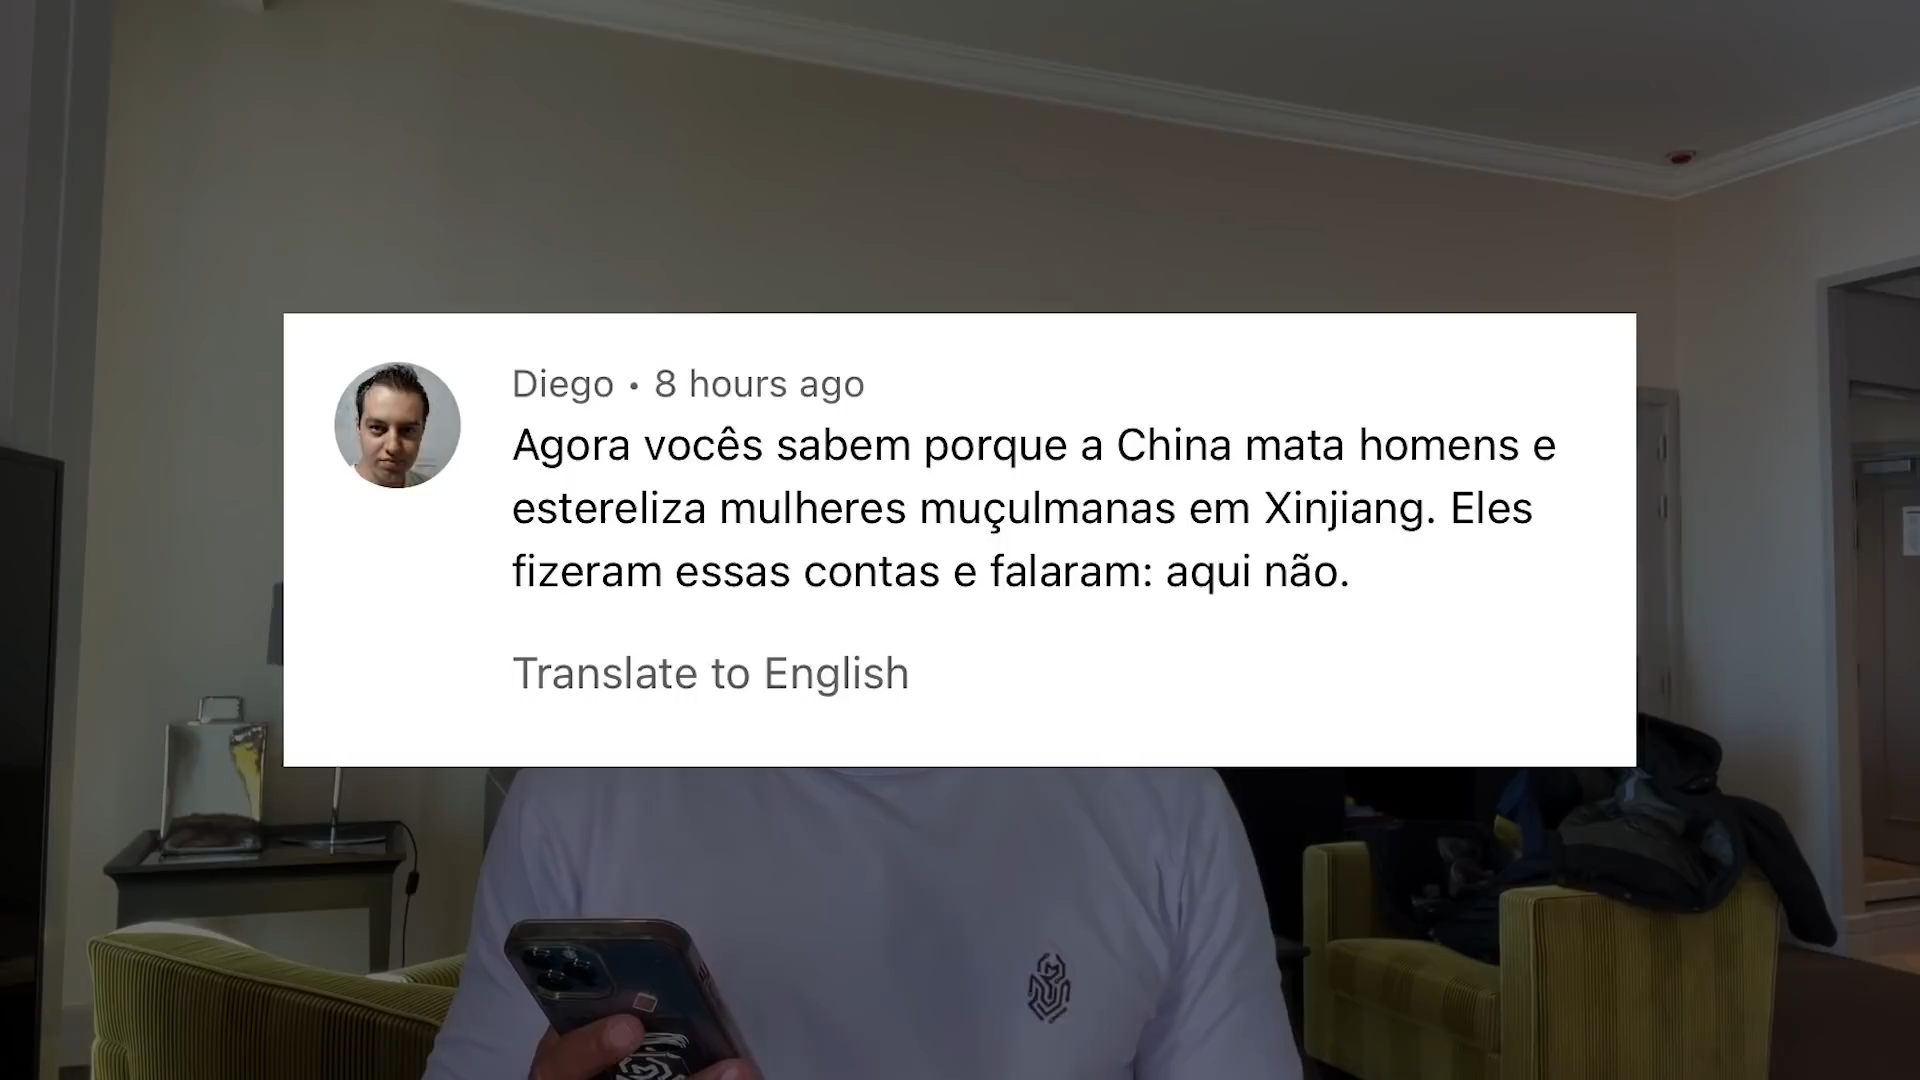 Diego • 8 hours ago
Agora vocês sabem porque a China mata homens e
estereliza mulheres muçulmanas em Xinjiang. Eles
fizeram essas contas e falaram: aqui não.
Translate to English